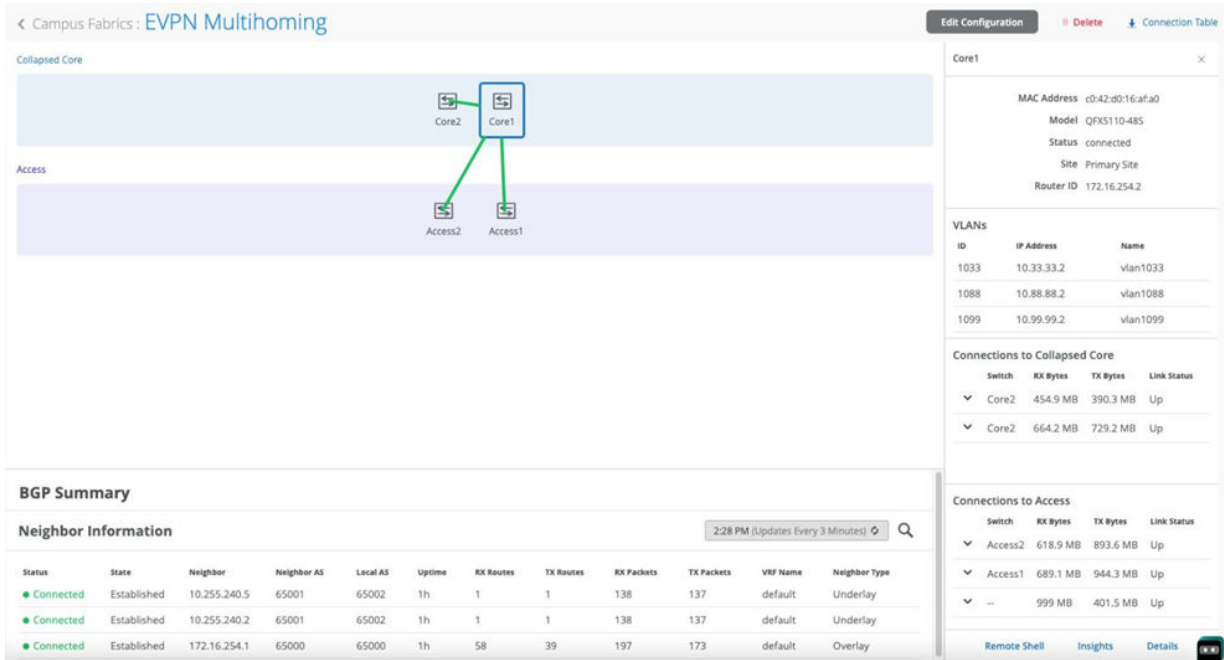 Campus Fabrics : EVPN Multihoming
Edit Configuration
Delete
Connection Table
Collapsed Core
Core2
Core1
Access
Access2
Access1
Core1
MAC Address c0:42:d0:16:af:a0
Model QFX5110-48S
Status connected
Site Primary Site
Router ID 172.16.254.2
VLANs
ID IP Address Name
1033 10.33.33.2 vlan1033
1088 10.88.88.2 vlan1088
1099 10.99.99.2 vlan1099
Connections to Collapsed Core
Switch RX Bytes TX Bytes Link Status
Core2 454.9 MB 390.3 MB Up
Core2 664.2 MB 729.2 MB Up
Connections to Access
Switch RX Bytes TX Bytes Link Status
Access2 618.9 MB 893.6 MB Up
Access1 689.1 MB 944.3 MB Up
-- 999 MB 401.5 MB Up
Remote Shell Insights Details
BGP Summary
Neighbor Information
2:28 PM (Updates Every 3 Minutes)
Status State Neighbor Neighbor AS Local AS Uptime RX Routes TX Routes RX Packets TX Packets VRF Name Neighbor Type
Connected Established 10.255.240.5 65001 65002 1h 1 1 138 137 default Underlay
Connected Established 10.255.240.2 65001 65002 1h 1 1 138 137 default Underlay
Connected Established 172.16.254.1 65000 65000 1h 58 39 197 173 default Overlay